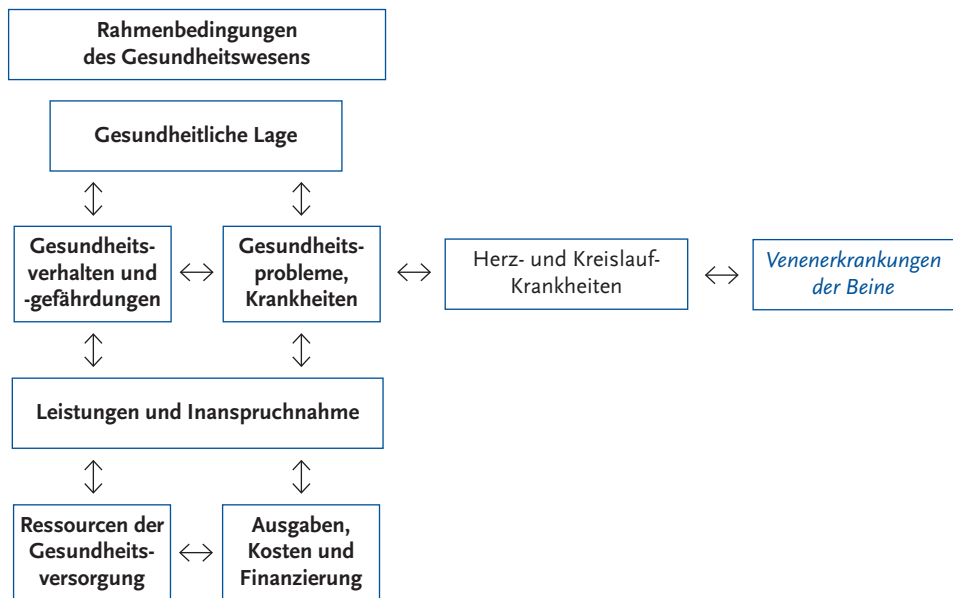 Rahmenbedingungen
des Gesundheitswesens
Gesundheitliche Lage
Gesundheits-
verhalten und
-gefährdungen
Gesundheits-
probleme,
Krankheiten
Herz- und Kreislauf-
Krankheiten
Venenerkrankungen
der Beine
Leistungen und Inanspruchnahme
Ressourcen der
Gesundheits-
versorgung
Ausgaben,
Kosten und
Finanzierung